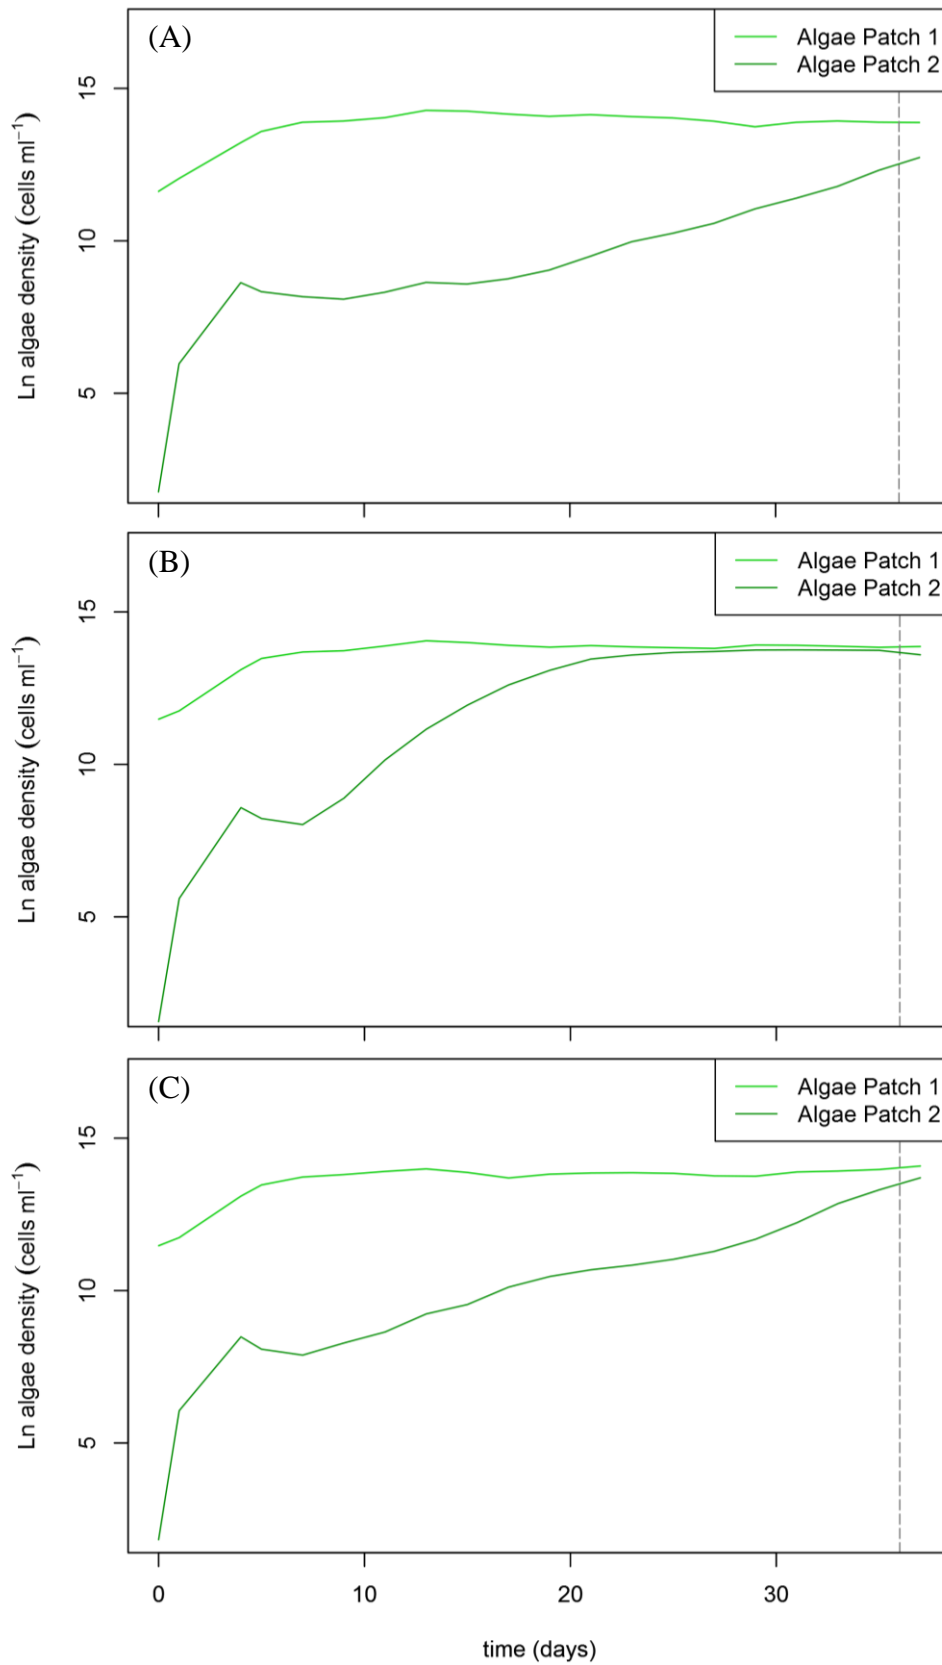 (A)
Algae Patch 1
Algae Patch 2
Ln algae density (cells ml⁻¹)
15
10
5
(B)
Algae Patch 1
Algae Patch 2
Ln algae density (cells ml⁻¹)
15
10
5
(C)
Algae Patch 1
Algae Patch 2
Ln algae density (cells ml⁻¹)
15
10
5
0 10 20 30
time (days)